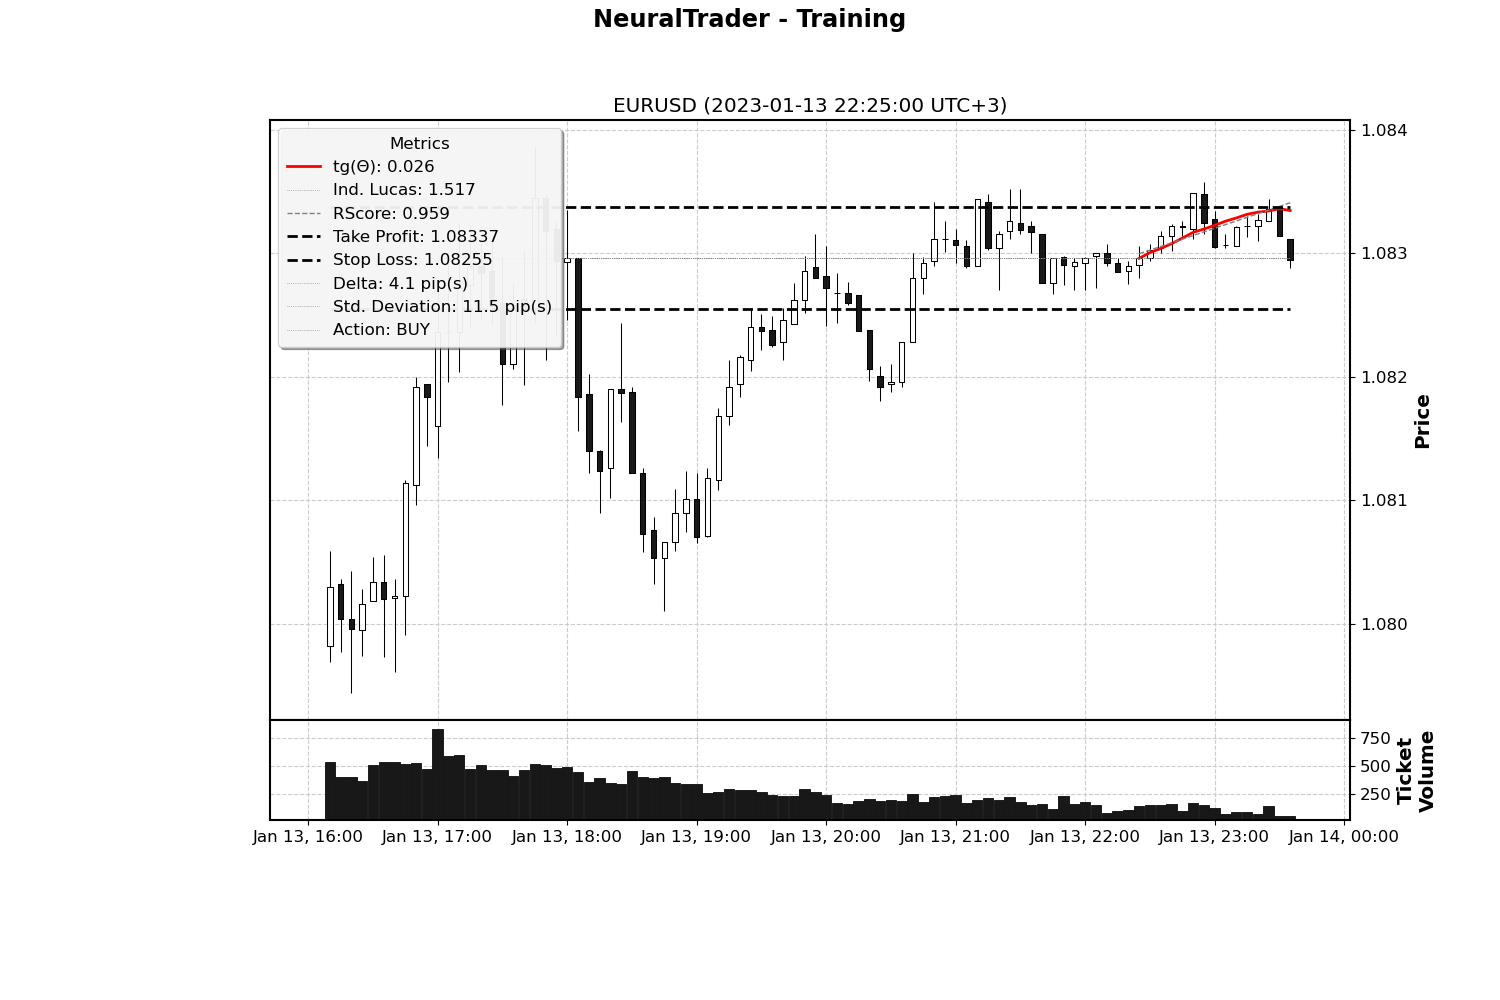 NeuralTrader - Training
EURUSD (2023-01-13 22:25:00 UTC+3)
Metrics
tg(Θ): 0.026
Ind. Lucas: 1.517
RScore: 0.959
Take Profit: 1.08337
Stop Loss: 1.08255
Delta: 4.1 pip(s)
Std. Deviation: 11.5 pip(s)
Action: BUY
1.084
1.083
1.082
1.081
1.080
Price
750
500
250
Ticket
Volume
Jan 13, 16:00 Jan 13, 17:00 Jan 13, 18:00 Jan 13, 19:00 Jan 13, 20:00 Jan 13, 21:00 Jan 13, 22:00 Jan 13, 23:00 Jan 14, 00:00